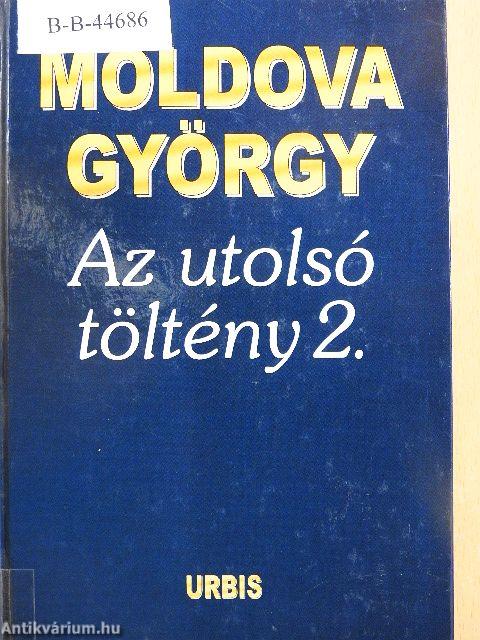 B-B-44686
MOLDOVA
GYÖRGY
Az utolsó
töltény 2.
URBIS
Antikvárium.hu